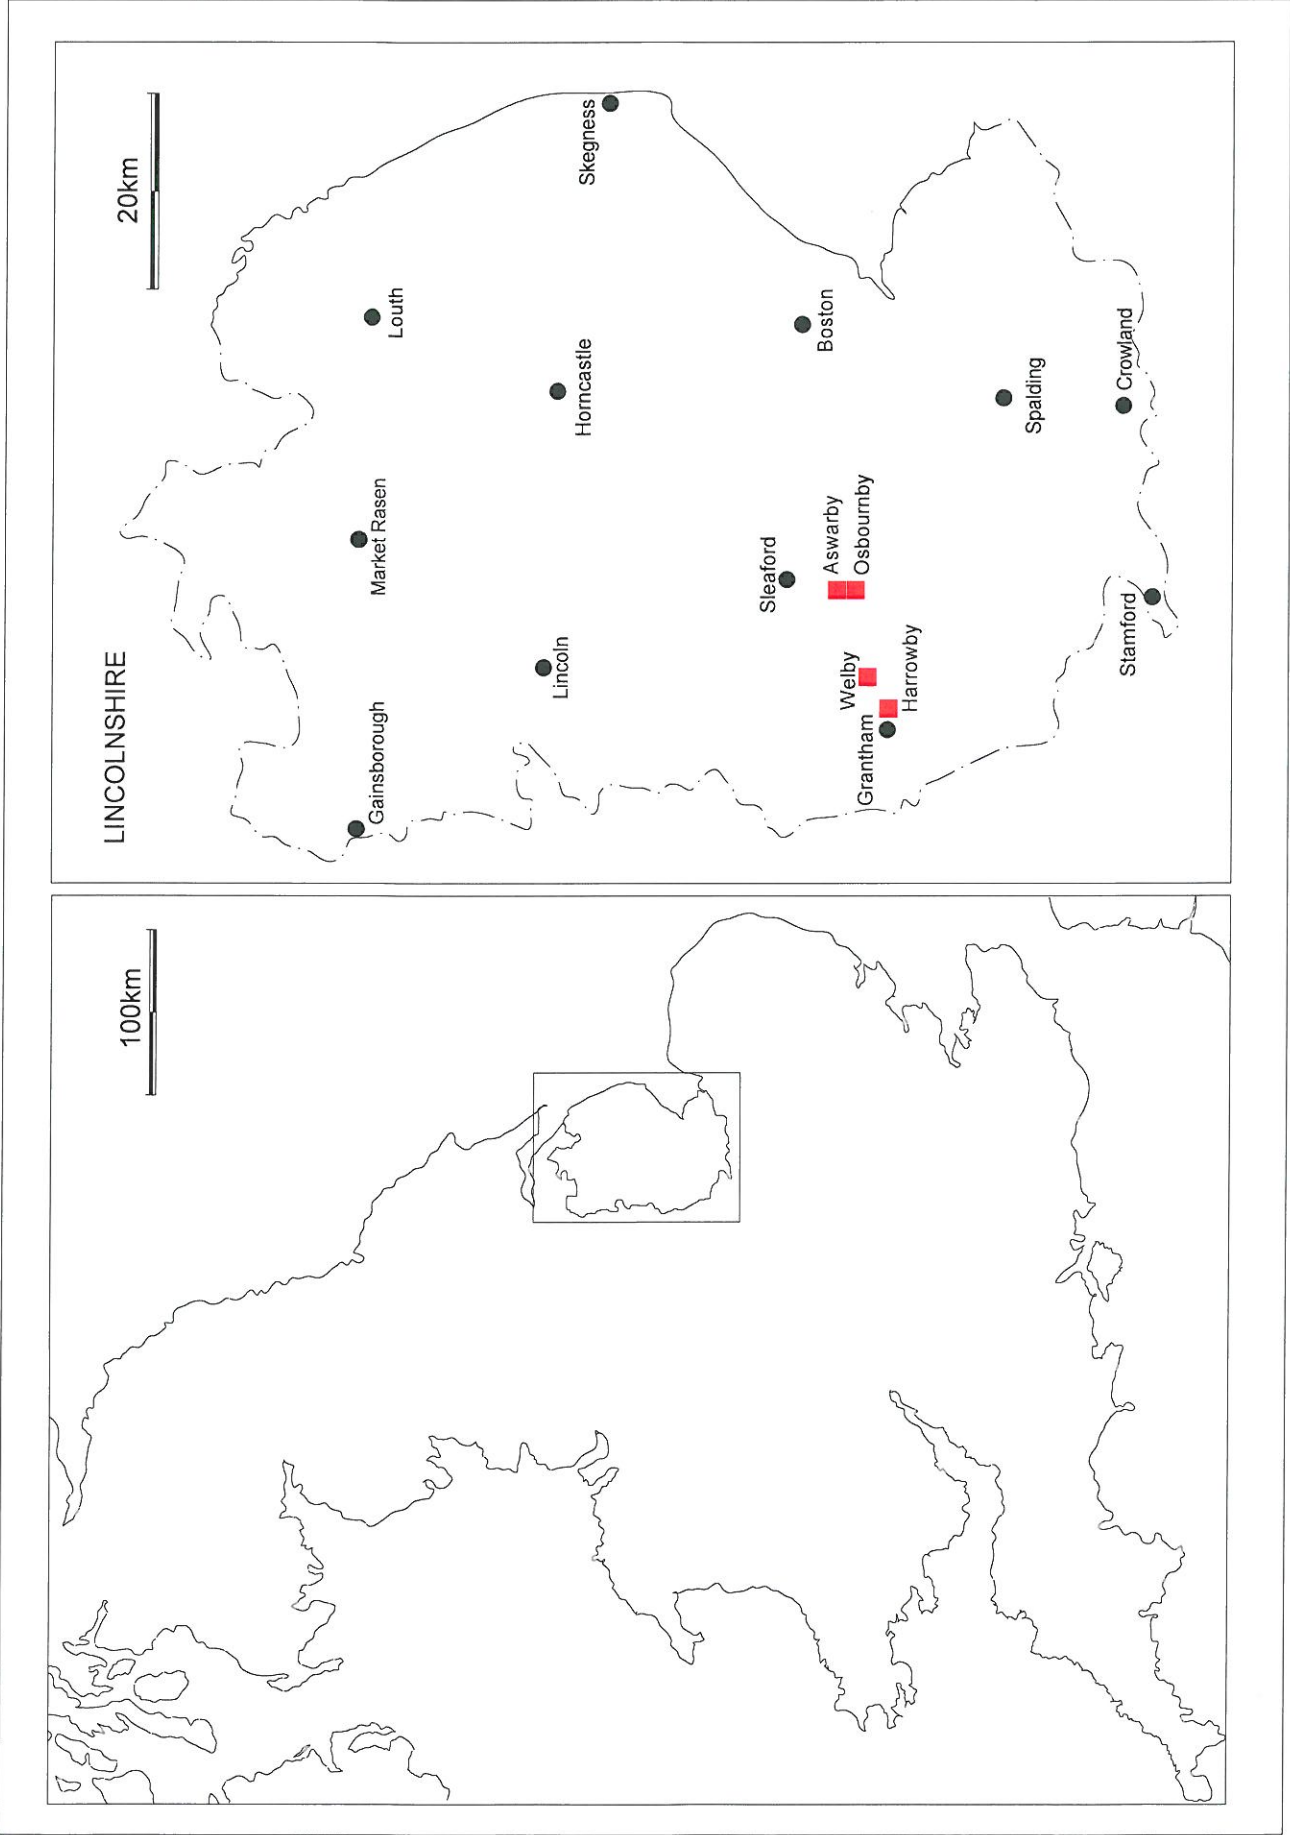 100km
LINCOLNSHIRE
20km
Gainsborough
Market Rasen
Louth
Lincoln
Horncastle
Skegness
Sleaford
Boston
Aswarby
Osbournby
Welby
Grantham
Harrowby
Spalding
Stamford
Crowland